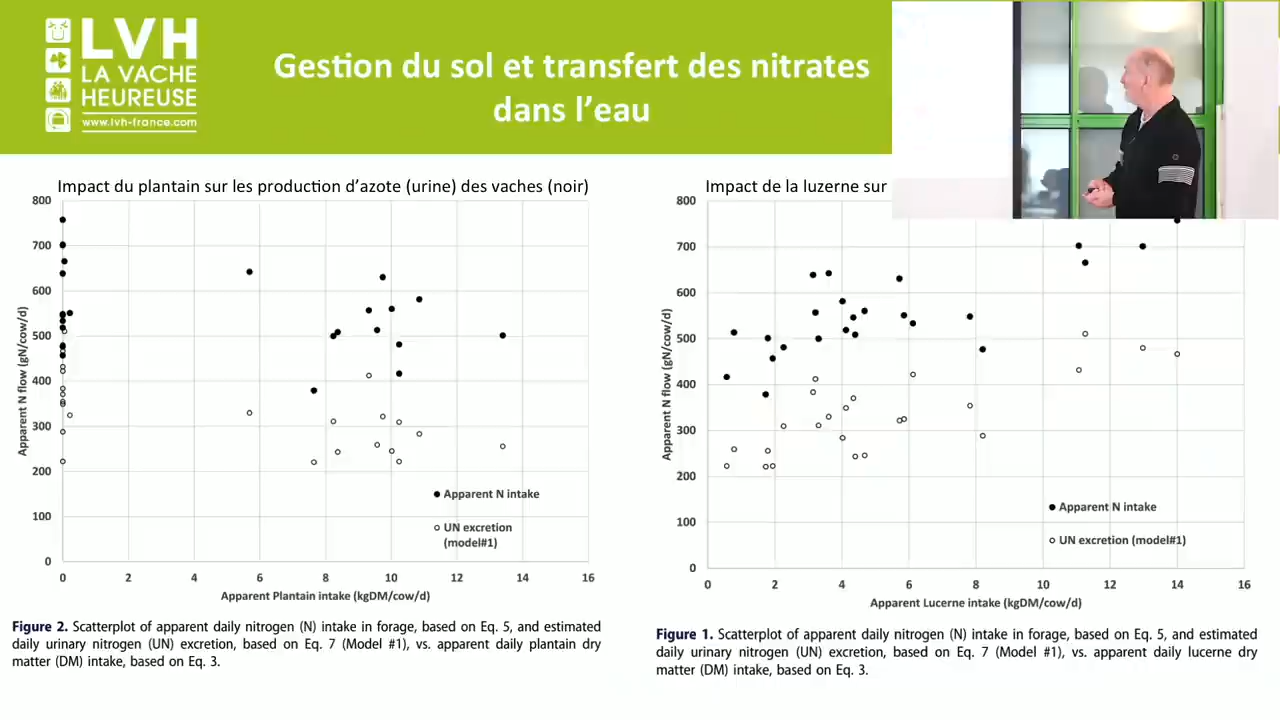 LVH
LA VACHE
HEUREUSE
www.lvh-france.com
Gestion du sol et transfert des nitrates
dans l'eau
Impact du plantain sur les production d'azote (urine) des vaches (noir)
800
700
600
500
400
300
200
100
0
0 2 4 6 8 10 12 14 16
Apparent N flow (gN/cow/d)
Apparent Plantain intake (kgDM/cow/d)
Apparent N intake
UN excretion
(model#1)
Figure 2. Scatterplot of apparent daily nitrogen (N) intake in forage, based on Eq. 5, and estimated
daily urinary nitrogen (UN) excretion, based on Eq. 7 (Model #1), vs. apparent daily plantain dry
matter (DM) intake, based on Eq. 3.
Impact de la luzerne sur
800
700
600
500
400
300
200
100
0
0 2 4 6 8 10 12 14 16
Apparent N flow (gN/cow/d)
Apparent Lucerne intake (kgDM/cow/d)
Apparent N intake
UN excretion (model#1)
Figure 1. Scatterplot of apparent daily nitrogen (N) intake in forage, based on Eq. 5, and estimated
daily urinary nitrogen (UN) excretion, based on Eq. 7 (Model #1), vs. apparent daily lucerne dry
matter (DM) intake, based on Eq. 3.